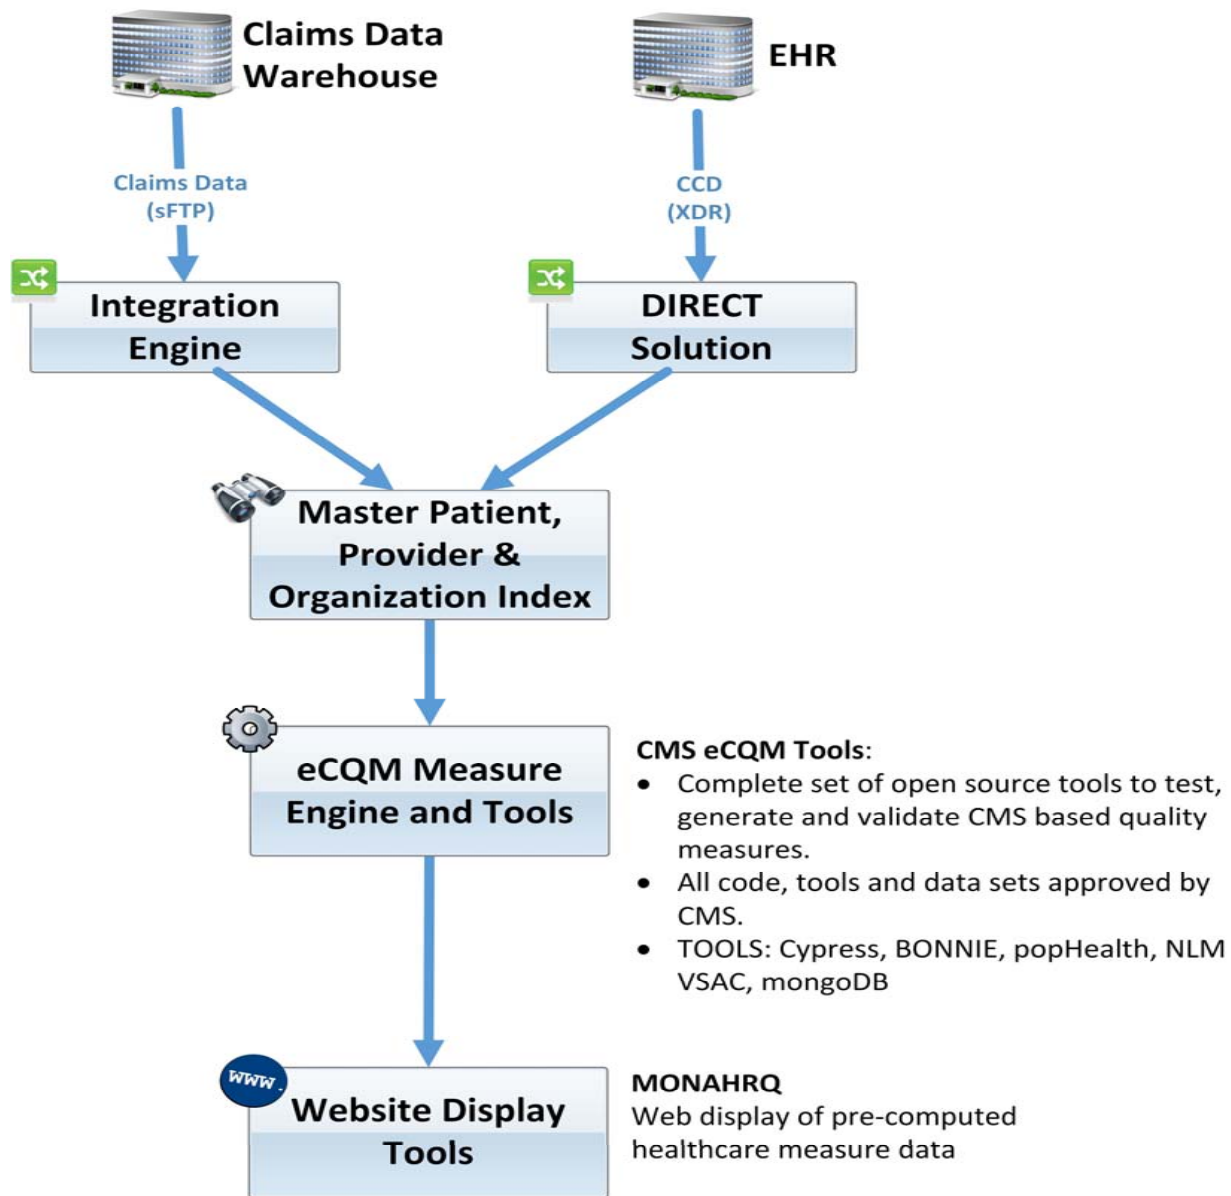 Claims Data
Warehouse
EHR
Claims Data
(sFTP)
CCD
(XDR)
Integration
Engine
DIRECT
Solution
Master Patient,
Provider &
Organization Index
eCQM Measure
Engine and Tools
CMS eCQM Tools:
• Complete set of open source tools to test,
generate and validate CMS based quality
measures.
• All code, tools and data sets approved by
CMS.
• TOOLS: Cypress, BONNIE, popHealth, NLM
VSAC, mongoDB
www.
Website Display
Tools
MONAHRQ
Web display of pre-computed
healthcare measure data